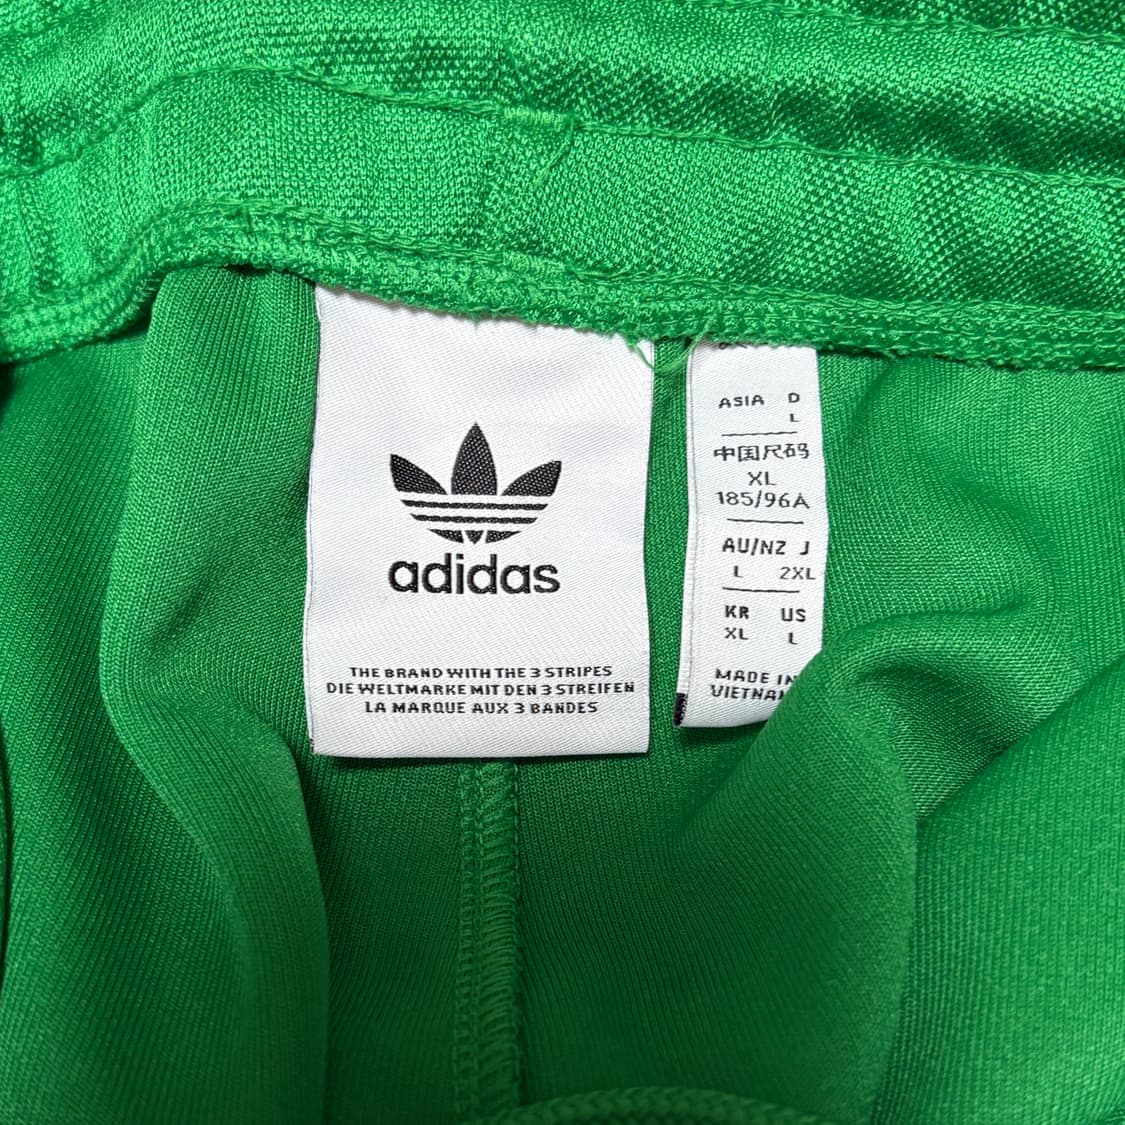 adidas
THE BRAND WITH THE 3 STRIPES
DIE WELTMARKE MIT DEN 3 STREIFEN
LA MARQUE AUX 3 BANDES
ASIA D
L
中国尺码
XL
185/96A
AU/NZ J
L 2XL
KR US
XL L
MADE IN